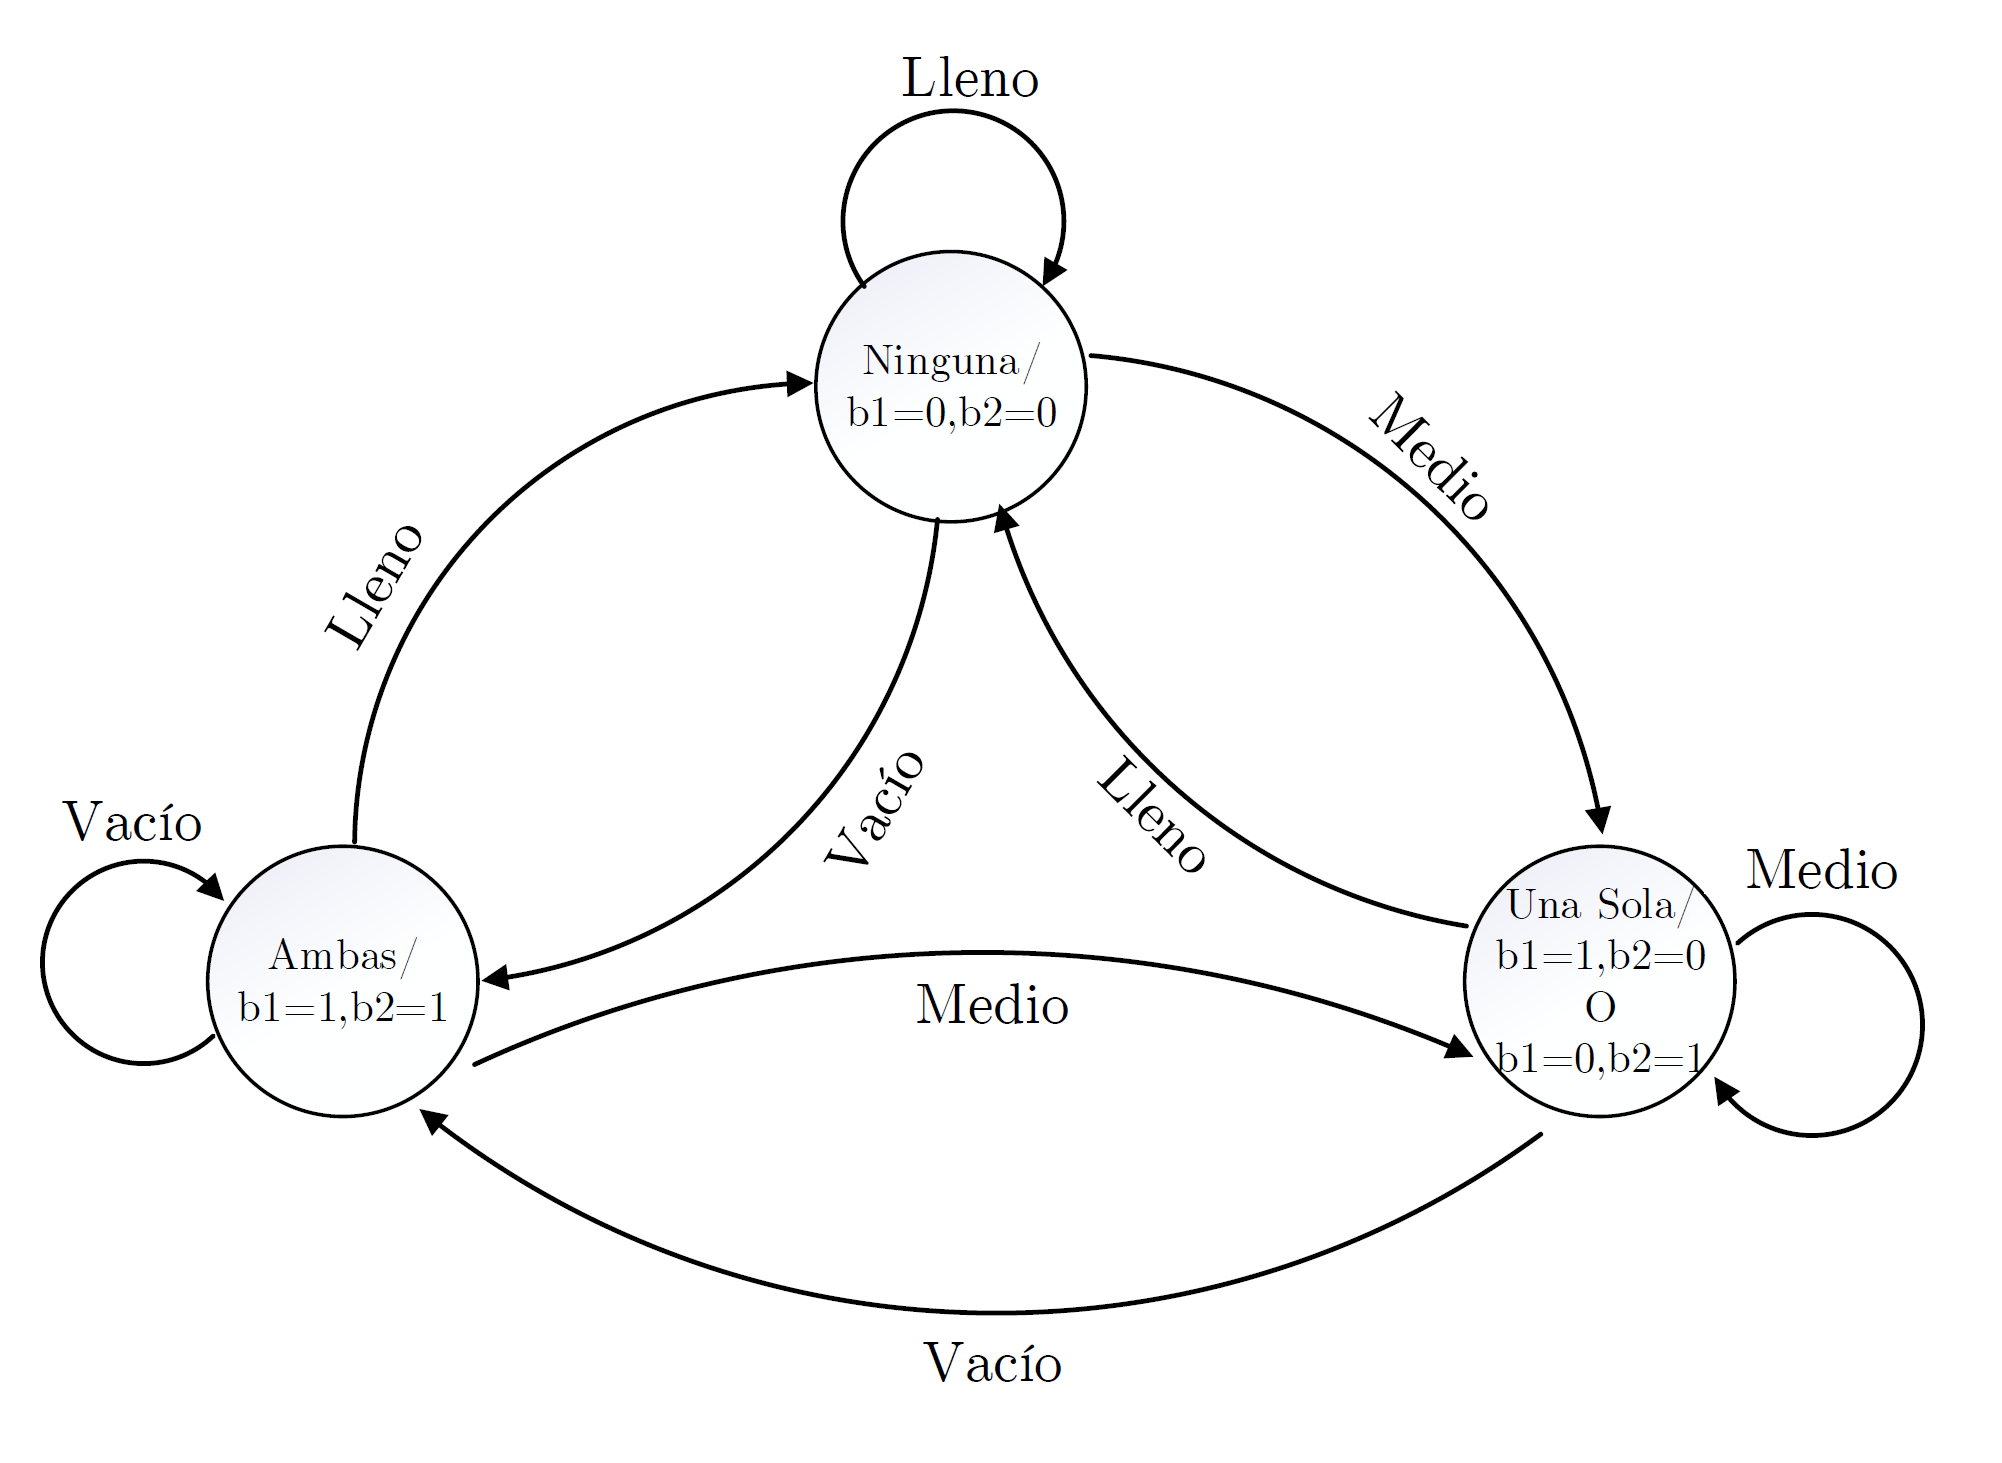 Lleno
Ninguna/
b1=0,b2=0
Medio
Lleno
Vacío
Lleno
Vacío
Medio
Ambas/
b1=1,b2=1
Una Sola/
b1=1,b2=0
O
b1=0,b2=1
Medio
Vacío